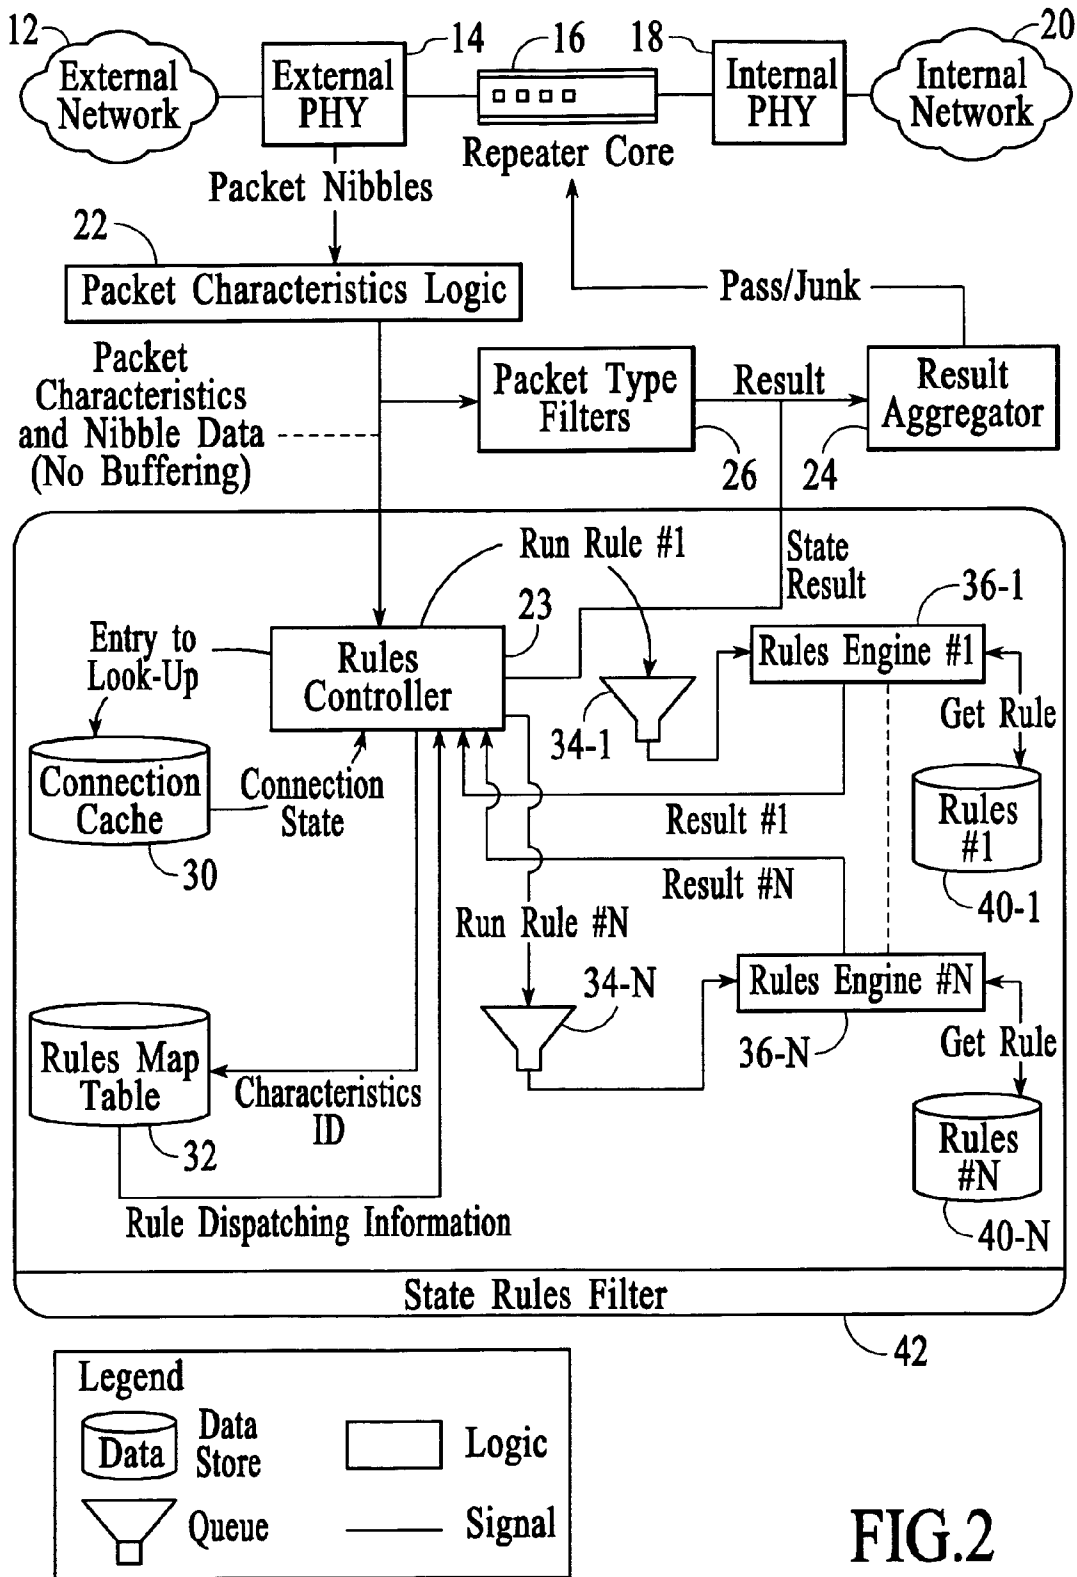 12
External
Network
External
PHY
14
16
Repeater Core
18
Internal
PHY
20
Internal
Network
Packet Nibbles
22
Packet Characteristics Logic
Pass/Junk
Packet
Characteristics
and Nibble Data
(No Buffering)
Packet Type
Filters
26
Result
Result
Aggregator
24
Run Rule #1
State
Result
23
36-1
Entry to
Look-Up
Rules
Controller
34-1
Rules Engine #1
Get Rule
Connection
Cache
30
Connection
State
Result #1
Rules
#1
40-1
Result #N
Run Rule #N
34-N
Rules Engine #N
36-N
Get Rule
Rules Map
Table
32
Characteristics
ID
Rules
#N
40-N
Rule Dispatching Information
State Rules Filter
42
Legend
Data
Data
Store
Logic
Queue
Signal
FIG.2